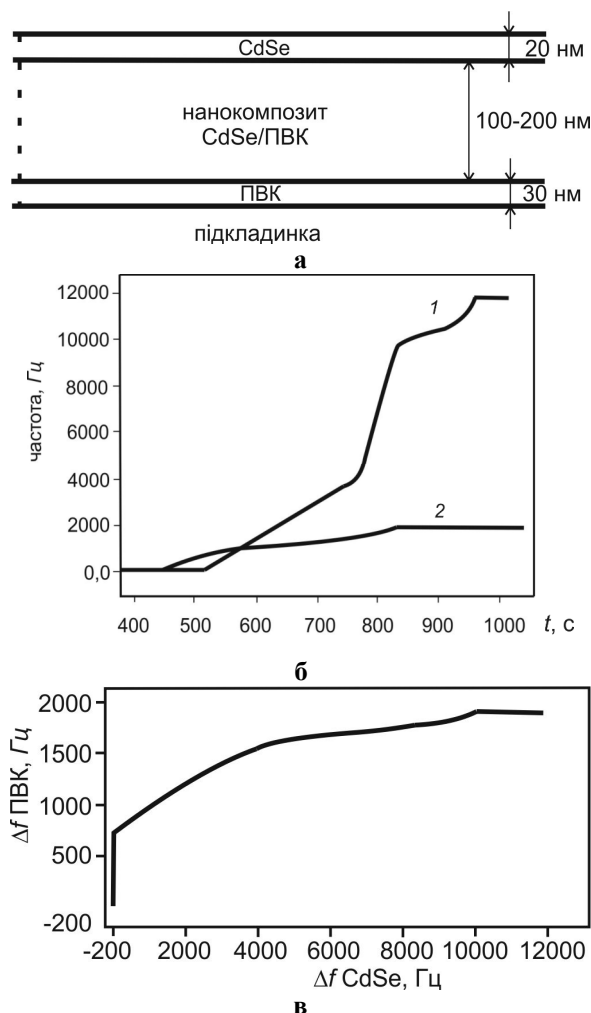 CdSe
20 нм
нанокомпозит
CdSe/ПВК
100-200 нм
ПВК
30 нм
підкладинка
а
частота, Гц
12000
10000
8000
6000
4000
2000
0,0
1
2
400 500 600 700 800 900 1000 t, с
б
Δf ПВК, Гц
2000
1500
1000
500
-200
-200 2000 4000 6000 8000 10000 12000
Δf CdSe, Гц
в